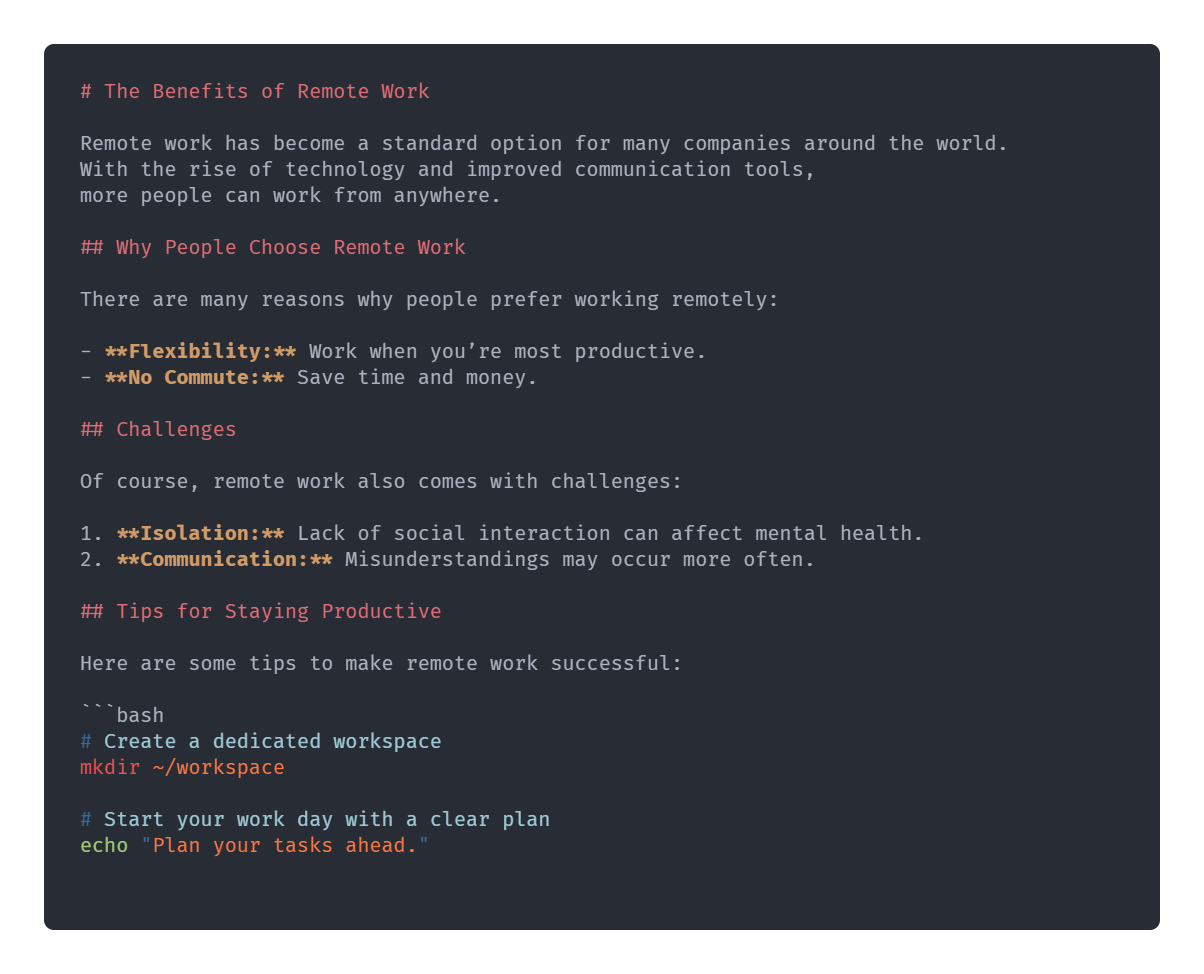 # The Benefits of Remote Work

Remote work has become a standard option for many companies around the world.
With the rise of technology and improved communication tools,
more people can work from anywhere.

## Why People Choose Remote Work

There are many reasons why people prefer working remotely:

- **Flexibility:** Work when you’re most productive.
- **No Commute:** Save time and money.

## Challenges

Of course, remote work also comes with challenges:

1. **Isolation:** Lack of social interaction can affect mental health.
2. **Communication:** Misunderstandings may occur more often.

## Tips for Staying Productive

Here are some tips to make remote work successful:

```bash
# Create a dedicated workspace
mkdir ~/workspace

# Start your work day with a clear plan
echo "Plan your tasks ahead."